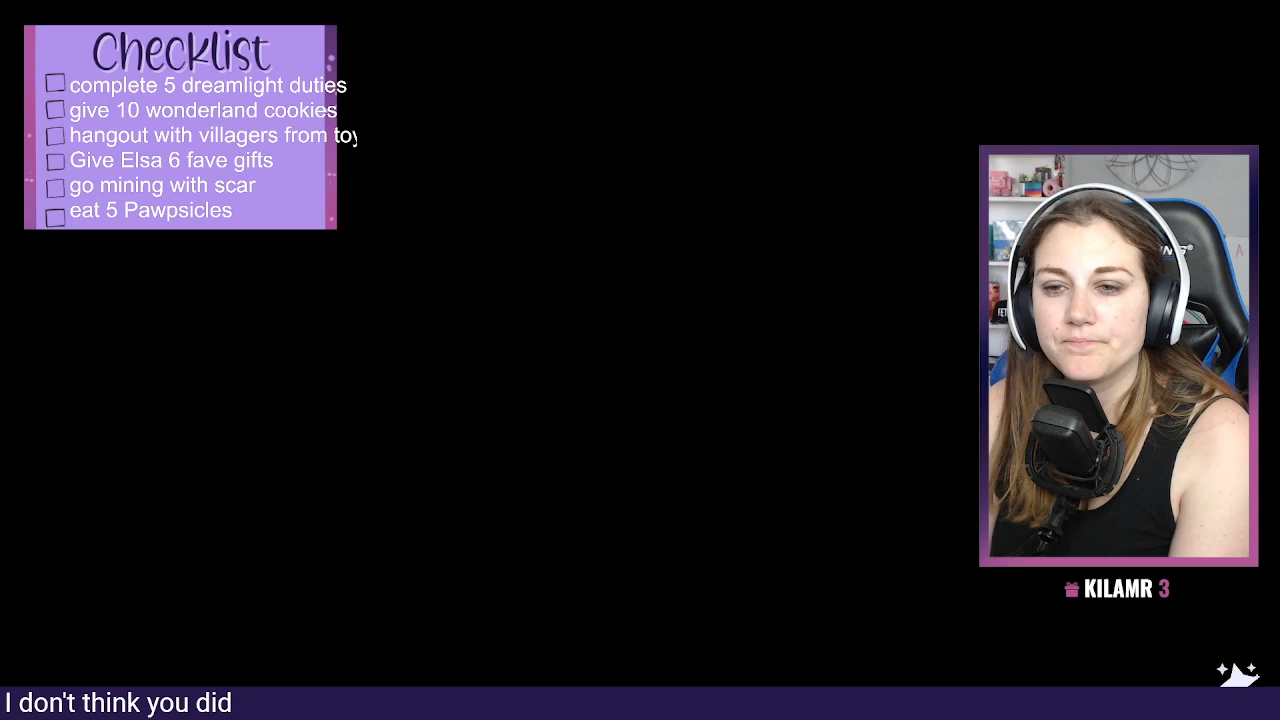 Checklist
complete 5 dreamlight duties
give 10 wonderland cookies
hangout with villagers from toy
Give Elsa 6 fave gifts
go mining with scar
eat 5 Pawpsicles
A
KILAMR 3
I don't think you did